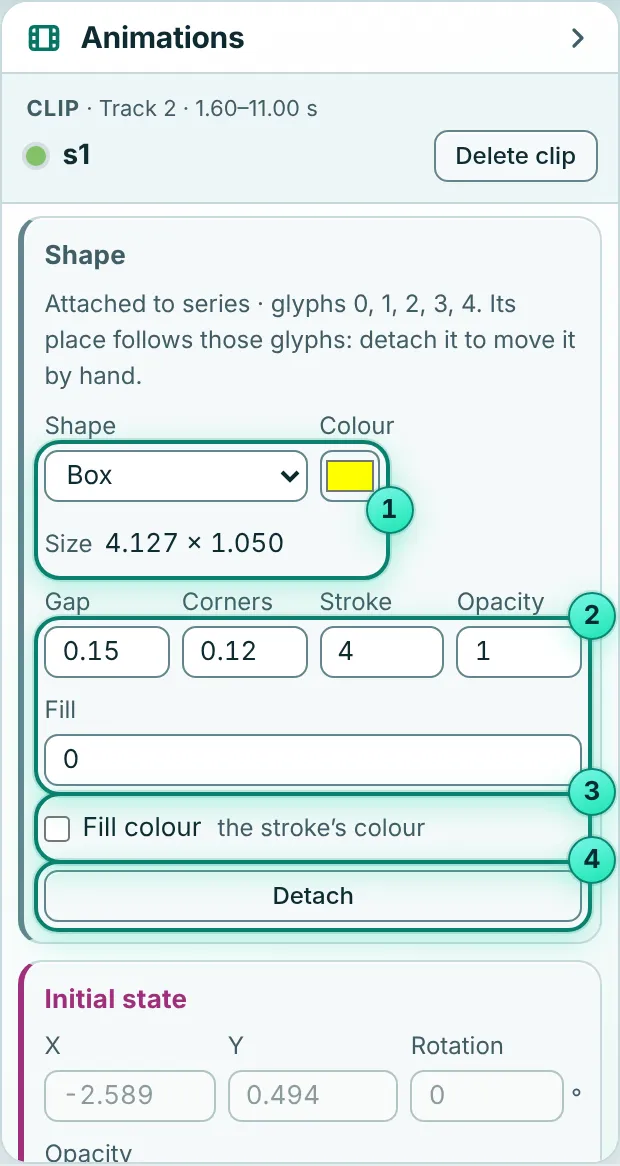 Animations
CLIP · Track 2 · 1.60–11.00 s
s1
Delete clip
Shape
Attached to series · glyphs 0, 1, 2, 3, 4. Its
place follows those glyphs: detach it to move it
by hand.
Shape Colour
Box
1
Size 4.127 × 1.050
Gap Corners Stroke Opacity
2
0.15 0.12 4 1
Fill
0
3
Fill colour the stroke’s colour
4
Detach
Initial state
X Y Rotation
-2.589 0.494 0 °
Opacity